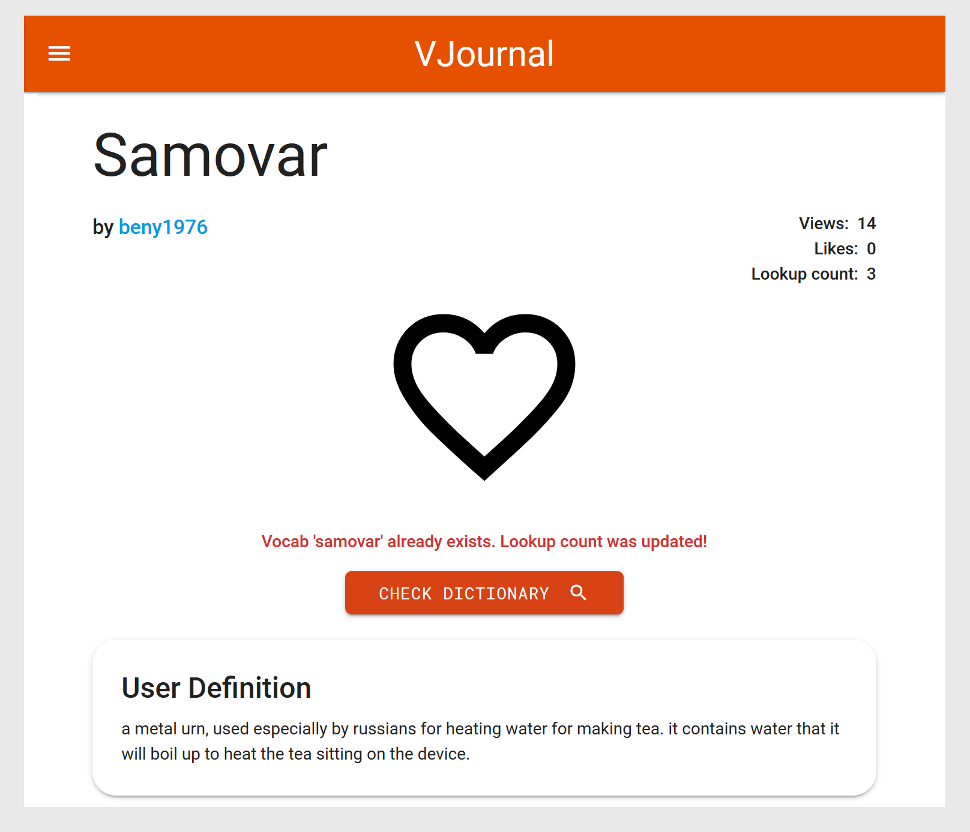 VJournal
Samovar
by beny1976
Views: 14
Likes: 0
Lookup count: 3
Vocab 'samovar' already exists. Lookup count was updated!
CHECK DICTIONARY
User Definition
a metal urn, used especially by russians for heating water for making tea. it contains water that it
will boil up to heat the tea sitting on the device.